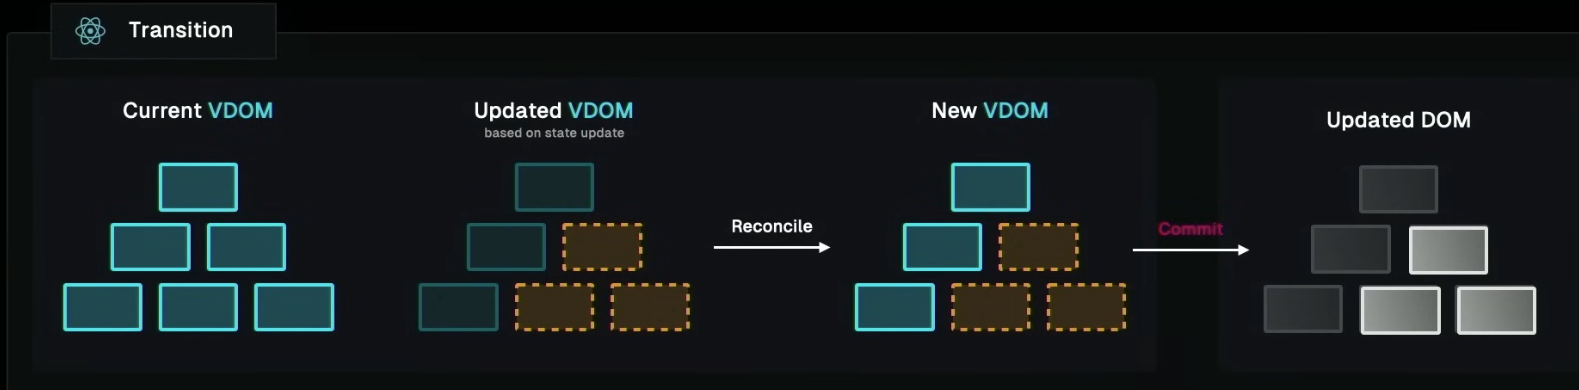 Transition
Current VDOM
Updated VDOM
based on state update
Reconcile
New VDOM
Commit
Updated DOM